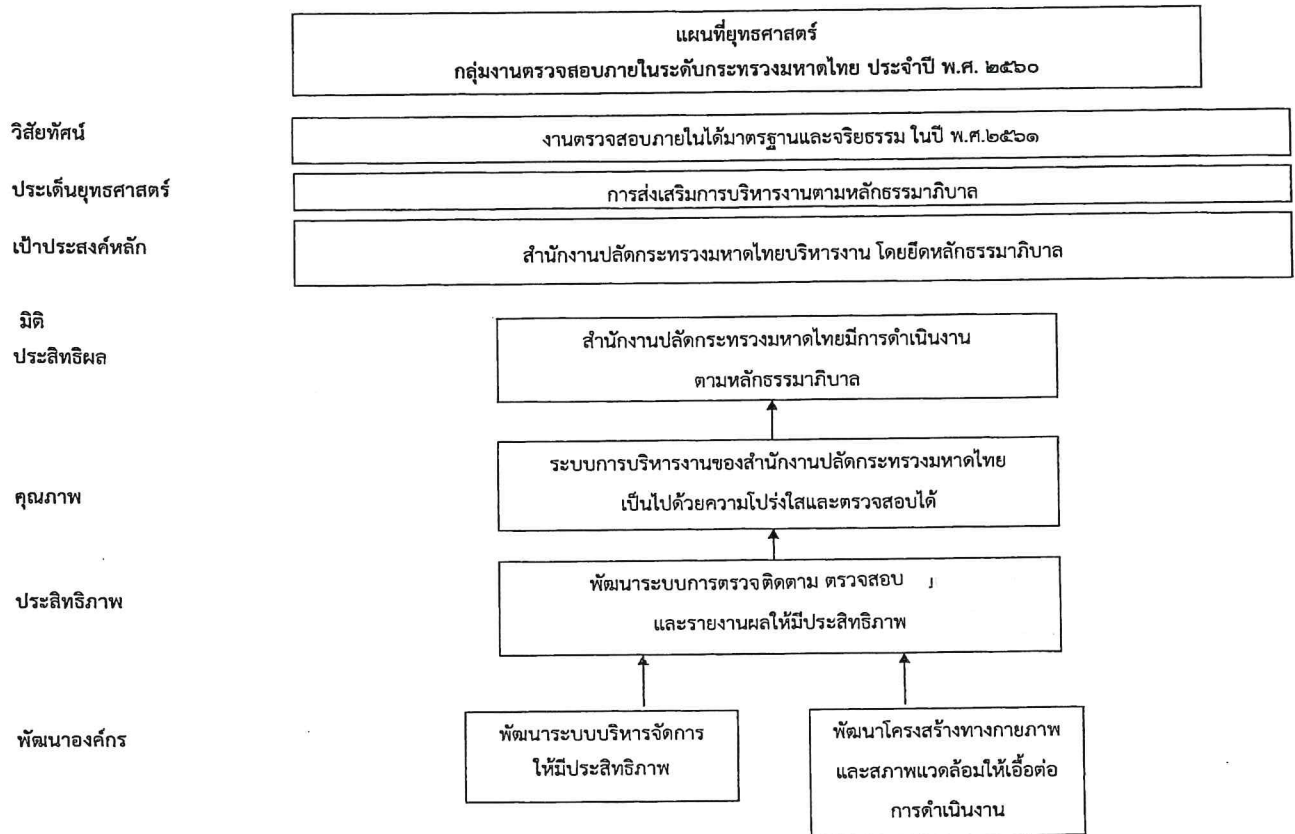 แผนที่ยุทธศาสตร์
กลุ่มงานตรวจสอบภายในระดับกระทรวงมหาดไทย ประจำปี พ.ศ. ๒๕๖๐
วิสัยทัศน์
งานตรวจสอบภายในได้มาตรฐานและจริยธรรม ในปี พ.ศ.๒๕๖๑
ประเด็นยุทธศาสตร์
การส่งเสริมการบริหารงานตามหลักธรรมาภิบาล
เป้าประสงค์หลัก
สำนักงานปลัดกระทรวงมหาดไทยบริหารงาน โดยยึดหลักธรรมาภิบาล
มิติ
ประสิทธิผล
สำนักงานปลัดกระทรวงมหาดไทยมีการดำเนินงาน
ตามหลักธรรมาภิบาล
คุณภาพ
ระบบการบริหารงานของสำนักงานปลัดกระทรวงมหาดไทย
เป็นไปด้วยความโปร่งใสและตรวจสอบได้
ประสิทธิภาพ
พัฒนาระบบการตรวจติดตาม ตรวจสอบ
และรายงานผลให้มีประสิทธิภาพ
พัฒนาองค์กร
พัฒนาระบบบริหารจัดการ
ให้มีประสิทธิภาพ
พัฒนาโครงสร้างทางกายภาพ
และสภาพแวดล้อมให้เอื้อต่อ
การดำเนินงาน